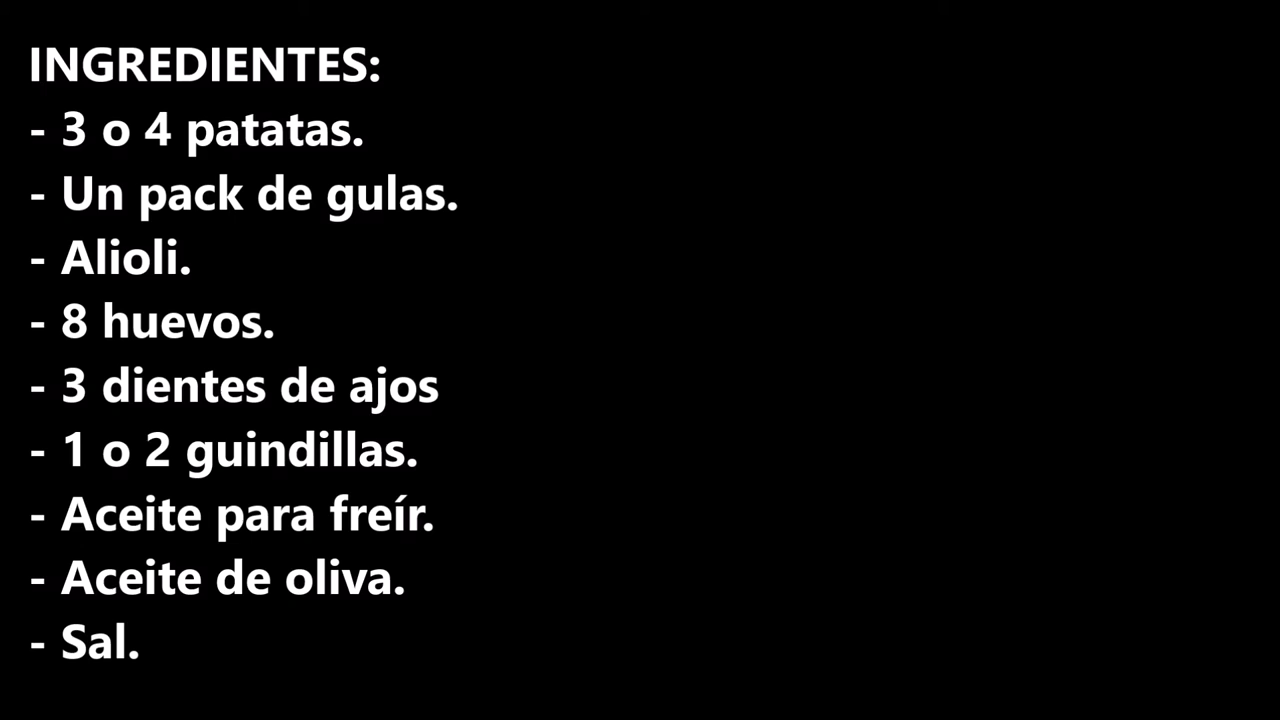 INGREDIENTES:
- 3 o 4 patatas.
- Un pack de gulas.
- Alioli.
- 8 huevos.
- 3 dientes de ajos
- 1 o 2 guindillas.
- Aceite para freír.
- Aceite de oliva.
- Sal.